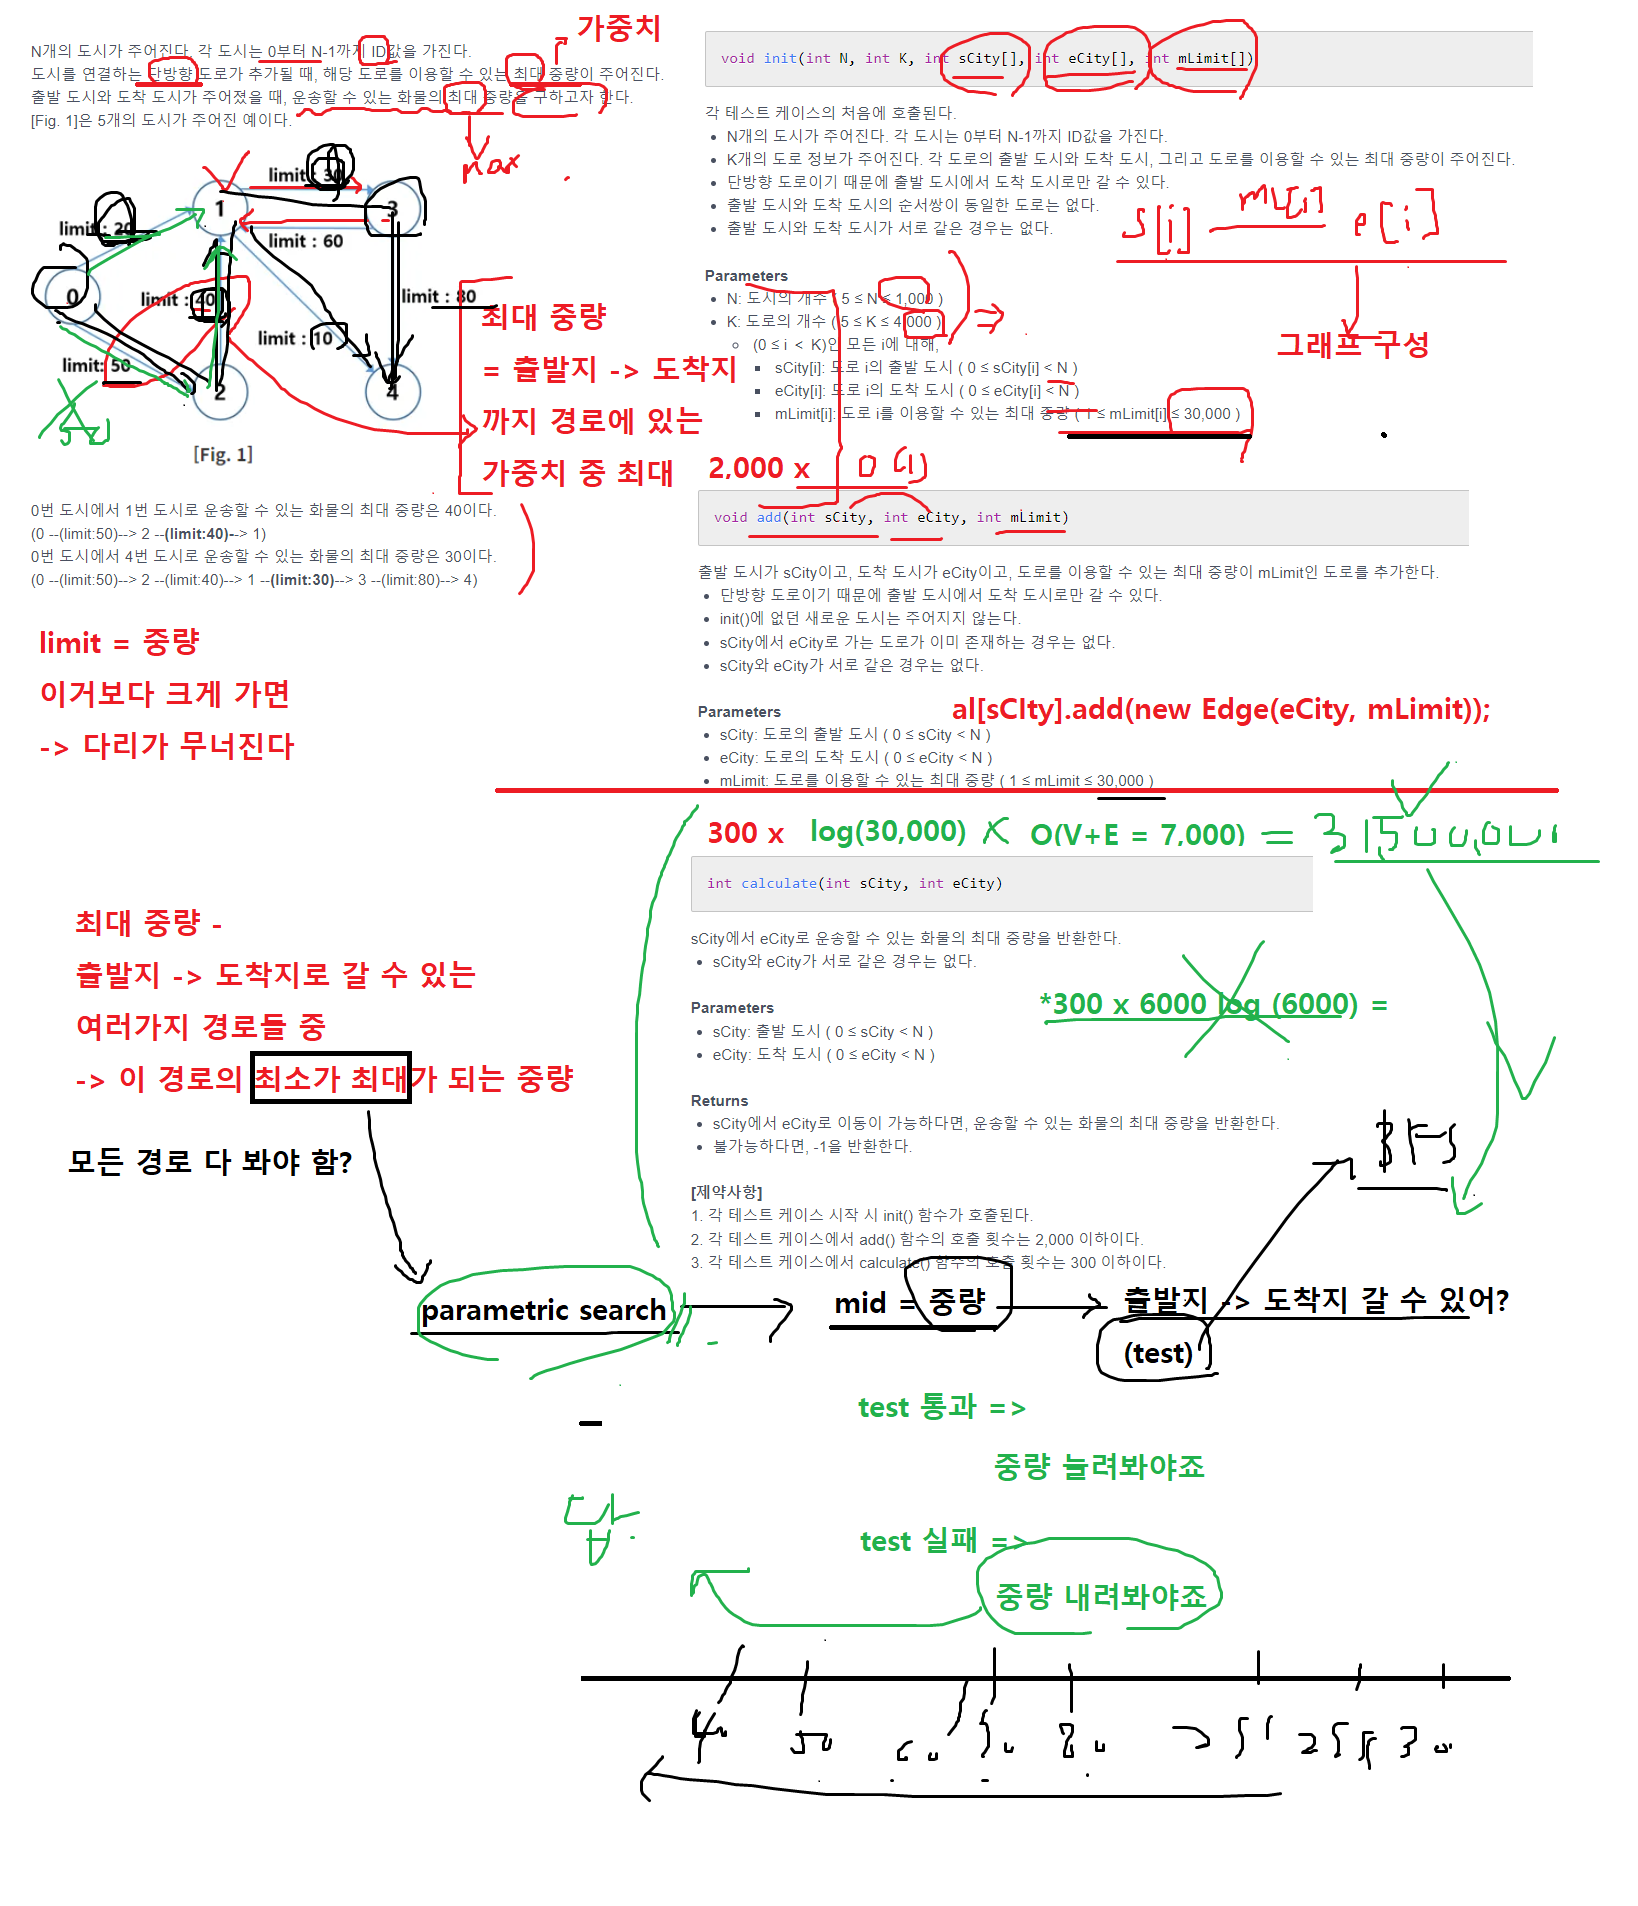 N개의 도시가 주어진다. 각 도시는 0부터 N-1까지 ID값을 가진다.
도시를 연결하는 단방향 도로가 추가될 때, 해당 도로를 이용할 수 있는 최대 중량이 주어진다.
출발 도시와 도착 도시가 주어졌을 때, 운송할 수 있는 화물의 최대 중량을 구하고자 한다.
[Fig. 1]은 5개의 도시가 주어진 예이다.
가중치
Max
limit : 30
1
3
limit : 20
limit : 60
0
limit : 40
limit : 80
limit : 10
limit: 50
2
4
[Fig. 1]
최대 중량
= 출발지 -> 도착지
까지 경로에 있는
가중치 중 최대
0번 도시에서 1번 도시로 운송할 수 있는 화물의 최대 중량은 40이다.
(0 --(limit:50)--> 2 --(limit:40)--> 1)
0번 도시에서 4번 도시로 운송할 수 있는 화물의 최대 중량은 30이다.
(0 --(limit:50)--> 2 --(limit:40)--> 1 --(limit:30)--> 3 --(limit:80)--> 4)
limit = 중량
이거보다 크게 가면
-> 다리가 무너진다
최대 중량 -
출발지 -> 도착지로 갈 수 있는
여러가지 경로들 중
-> 이 경로의 최소가 최대가 되는 중량
모든 경로 다 봐야 함?
void init(int N, int K, int sCity[], int eCity[], int mLimit[])
각 테스트 케이스의 처음에 호출된다.
• N개의 도시가 주어진다. 각 도시는 0부터 N-1까지 ID값을 가진다.
• K개의 도로 정보가 주어진다. 각 도로의 출발 도시와 도착 도시, 그리고 도로를 이용할 수 있는 최대 중량이 주어진다.
• 단방향 도로이기 때문에 출발 도시에서 도착 도시로만 갈 수 있다.
• 출발 도시와 도착 도시의 순서쌍이 동일한 도로는 없다.
• 출발 도시와 도착 도시가 서로 같은 경우는 없다.
s[i] mL[i] e[i]
그래프 구성
Parameters
• N: 도시의 개수 ( 5 ≤ N ≤ 1,000 )
• K: 도로의 개수 ( 5 ≤ K ≤ 4,000 )
○ (0 ≤ i < K)인 모든 i에 대해,
▪ sCity[i]: 도로 i의 출발 도시 ( 0 ≤ sCity[i] < N )
▪ eCity[i]: 도로 i의 도착 도시 ( 0 ≤ eCity[i] < N )
▪ mLimit[i]: 도로 i를 이용할 수 있는 최대 중량 ( 1 ≤ mLimit[i] ≤ 30,000 )
2,000 x O(1)
void add(int sCity, int eCity, int mLimit)
출발 도시가 sCity이고, 도착 도시가 eCity이고, 도로를 이용할 수 있는 최대 중량이 mLimit인 도로를 추가한다.
• 단방향 도로이기 때문에 출발 도시에서 도착 도시로만 갈 수 있다.
• init()에 없던 새로운 도시는 주어지지 않는다.
• sCity에서 eCity로 가는 도로가 이미 존재하는 경우는 없다.
• sCity와 eCity가 서로 같은 경우는 없다.
Parameters
al[sCIty].add(new Edge(eCity, mLimit));
• sCity: 도로의 출발 도시 ( 0 ≤ sCity < N )
• eCity: 도로의 도착 도시 ( 0 ≤ eCity < N )
• mLimit: 도로를 이용할 수 있는 최대 중량 ( 1 ≤ mLimit ≤ 30,000 )
300 x log(30,000) X O(V+E = 7,000) = 31,500,000
int calculate(int sCity, int eCity)
sCity에서 eCity로 운송할 수 있는 화물의 최대 중량을 반환한다.
• sCity와 eCity가 서로 같은 경우는 없다.
*300 x 6000 log (6000) =
Parameters
• sCity: 출발 도시 ( 0 ≤ sCity < N )
• eCity: 도착 도시 ( 0 ≤ eCity < N )
Returns
• sCity에서 eCity로 이동이 가능하다면, 운송할 수 있는 화물의 최대 중량을 반환한다.
• 불가능하다면, -1을 반환한다.
BFS
[제약사항]
1. 각 테스트 케이스 시작 시 init() 함수가 호출된다.
2. 각 테스트 케이스에서 add() 함수의 호출 횟수는 2,000 이하이다.
3. 각 테스트 케이스에서 calculate() 함수의 호출 횟수는 300 이하이다.
parametric search
mid = 중량
출발지 -> 도착지 갈 수 있어?
(test)
test 통과 =>
중량 늘려봐야죠
답
test 실패 =>
중량 내려봐야죠